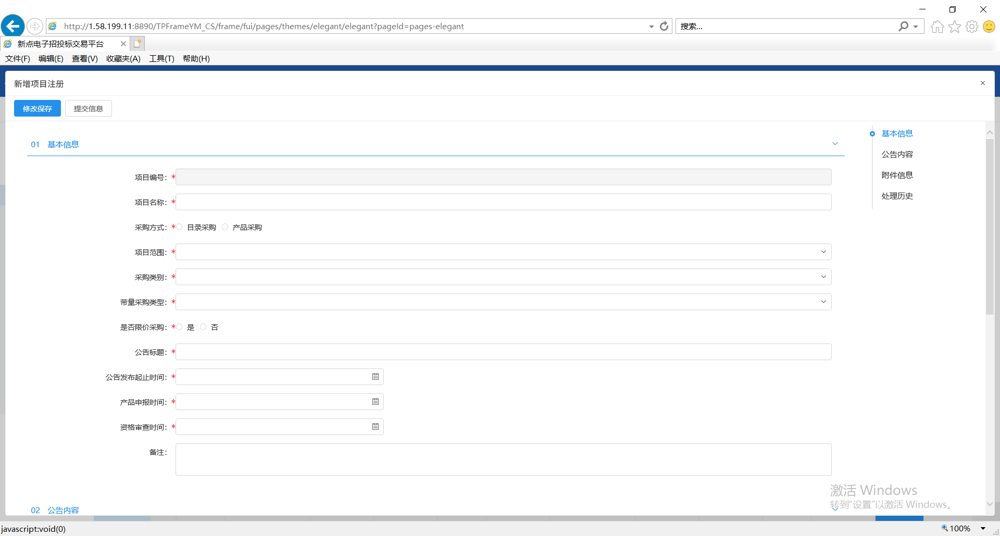 http://1.58.199.11:8890/TPFrameYM_CS/frame/fui/pages/themes/elegant/elegant?pageId=pages-elegant
搜索...
新点电子招投标交易平台
文件(F) 编辑(E) 查看(V) 收藏夹(A) 工具(T) 帮助(H)
新增项目注册
修改保存 提交信息
01 基本信息
基本信息
公告内容
附件信息
处理历史
项目编号：*
项目名称：*
采购方式：* 目录采购 产品采购
项目范围：*
采购类别：*
带量采购类型：*
是否限价采购：* 是 否
公告标题：*
公告发布起止时间：*
产品申报时间：*
资格审查时间：*
备注：
02 公告内容
激活 Windows
转到“设置”以激活 Windows。
javascript:void(0)
100%